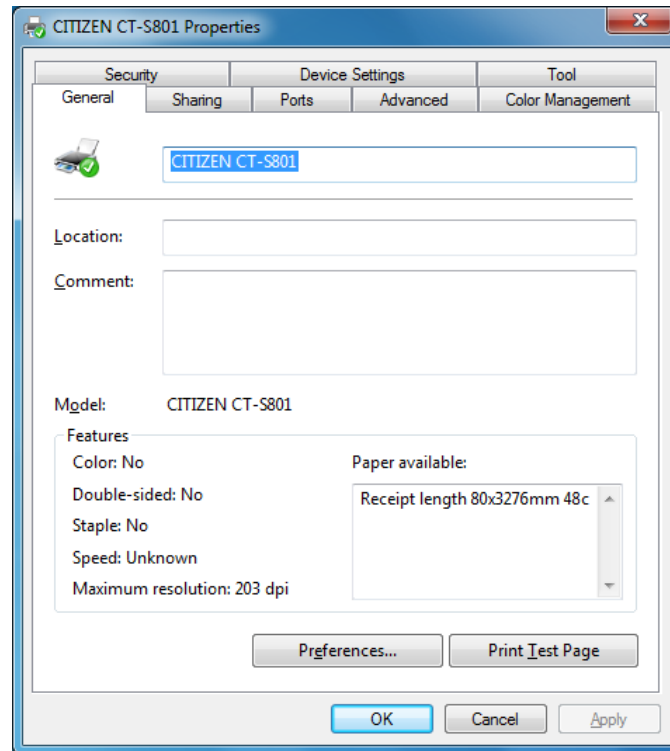 CITIZEN CT-S801 Properties
Security Device Settings Tool
General Sharing Ports Advanced Color Management
CITIZEN CT-S801
Location:
Comment:
Model: CITIZEN CT-S801
Features
Color: No Paper available:
Double-sided: No Receipt length 80x3276mm 48c
Staple: No
Speed: Unknown
Maximum resolution: 203 dpi
Preferences... Print Test Page
OK Cancel Apply